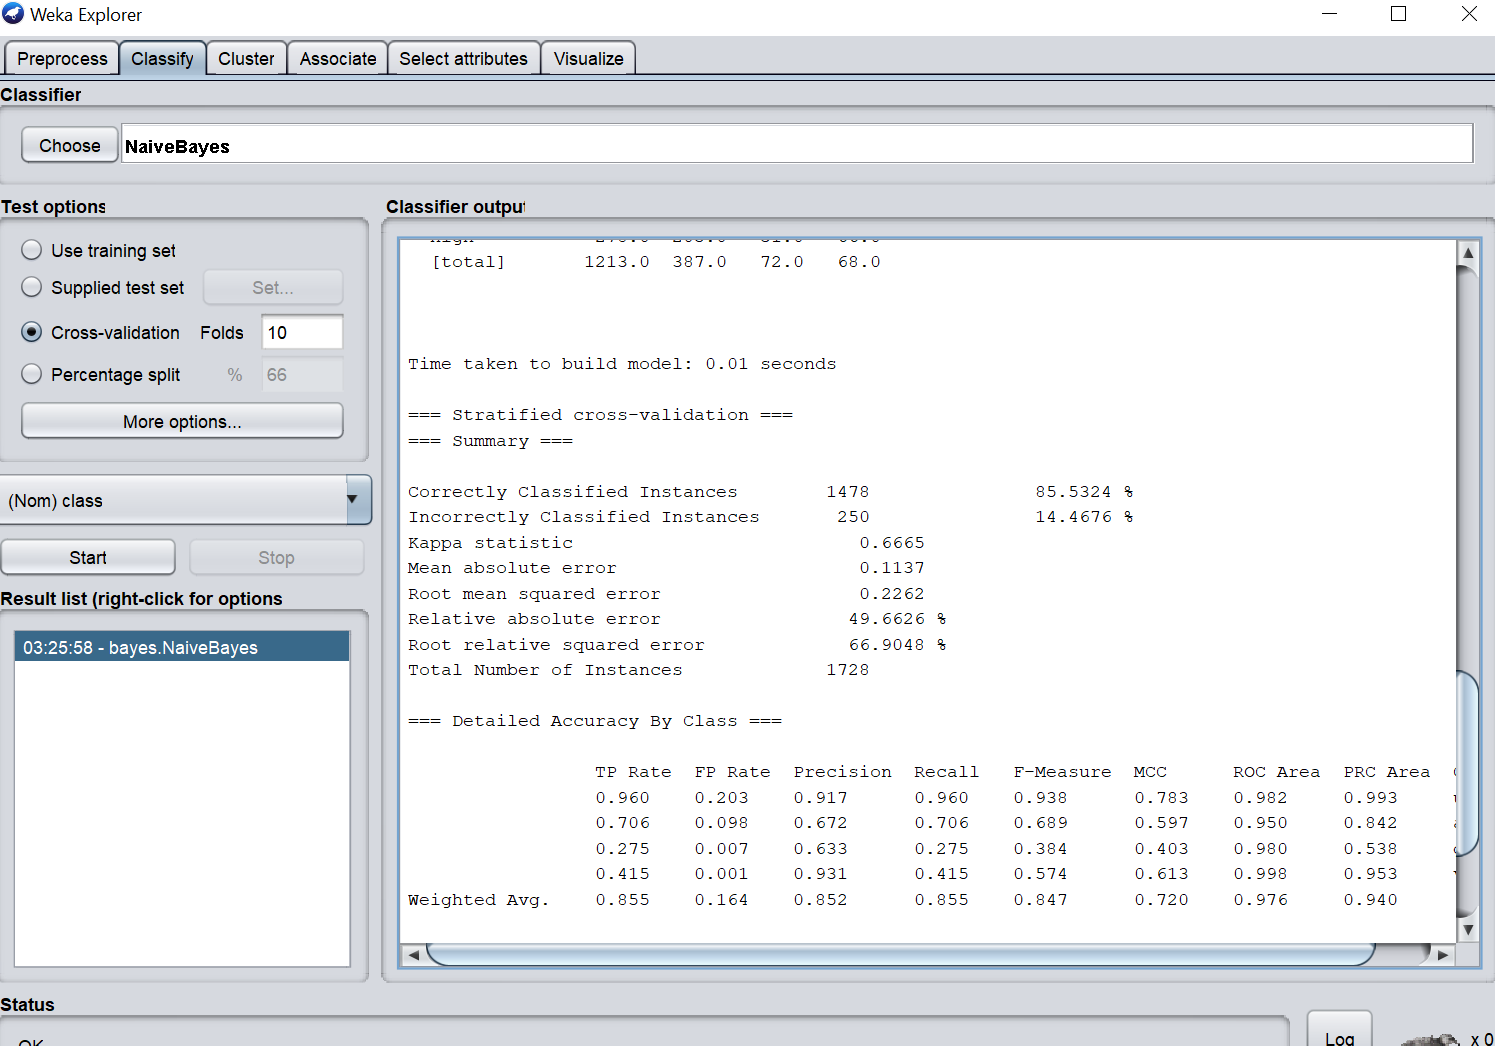 Weka Explorer
Preprocess Classify Cluster Associate Select attributes Visualize
Classifier
Choose NaiveBayes
Test options
Use training set
Supplied test set Set...
Cross-validation Folds 10
Percentage split % 66
More options...
(Nom) class
Start Stop
Result list (right-click for options
03:25:58 - bayes.NaiveBayes
Classifier output
[total] 1213.0 387.0 72.0 68.0
Time taken to build model: 0.01 seconds
=== Stratified cross-validation ===
=== Summary ===
Correctly Classified Instances 1478 85.5324 %
Incorrectly Classified Instances 250 14.4676 %
Kappa statistic 0.6665
Mean absolute error 0.1137
Root mean squared error 0.2262
Relative absolute error 49.6626 %
Root relative squared error 66.9048 %
Total Number of Instances 1728
=== Detailed Accuracy By Class ===
TP Rate FP Rate Precision Recall F-Measure MCC ROC Area PRC Area
0.960 0.203 0.917 0.960 0.938 0.783 0.982 0.993
0.706 0.098 0.672 0.706 0.689 0.597 0.950 0.842
0.275 0.007 0.633 0.275 0.384 0.403 0.980 0.538
0.415 0.001 0.931 0.415 0.574 0.613 0.998 0.953
Weighted Avg. 0.855 0.164 0.852 0.855 0.847 0.720 0.976 0.940
Status
OK
Log
x 0